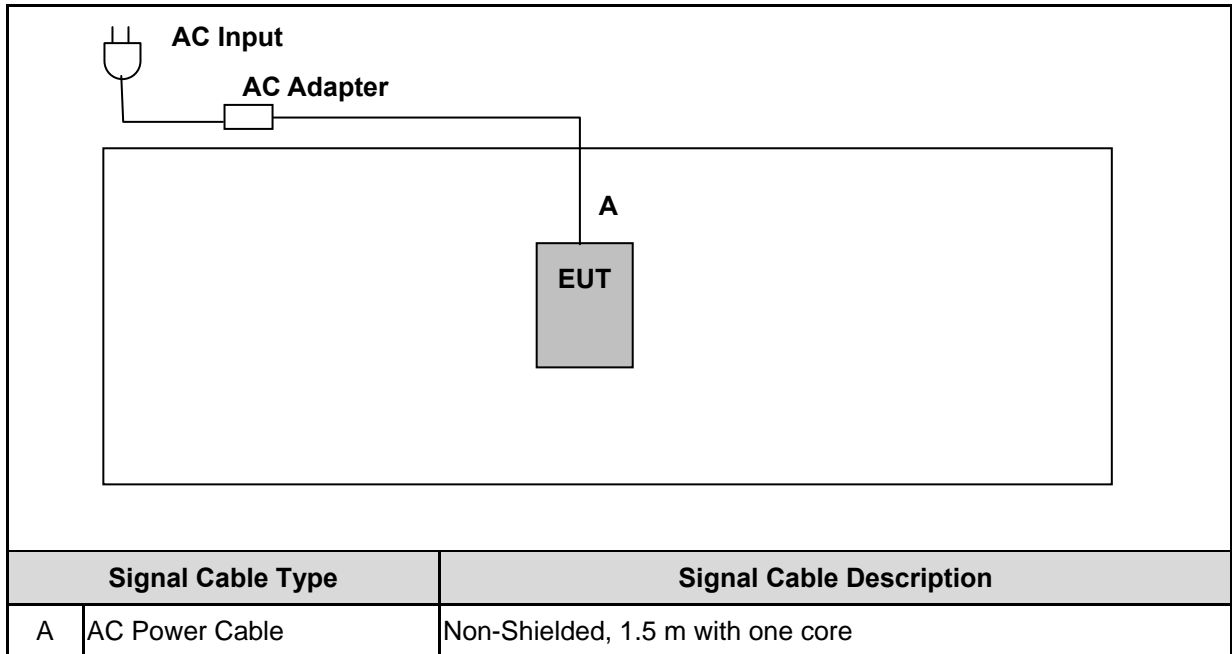 AC Input
AC Adapter
A
EUT
Signal Cable Type Signal Cable Description
A AC Power Cable Non-Shielded, 1.5 m with one core